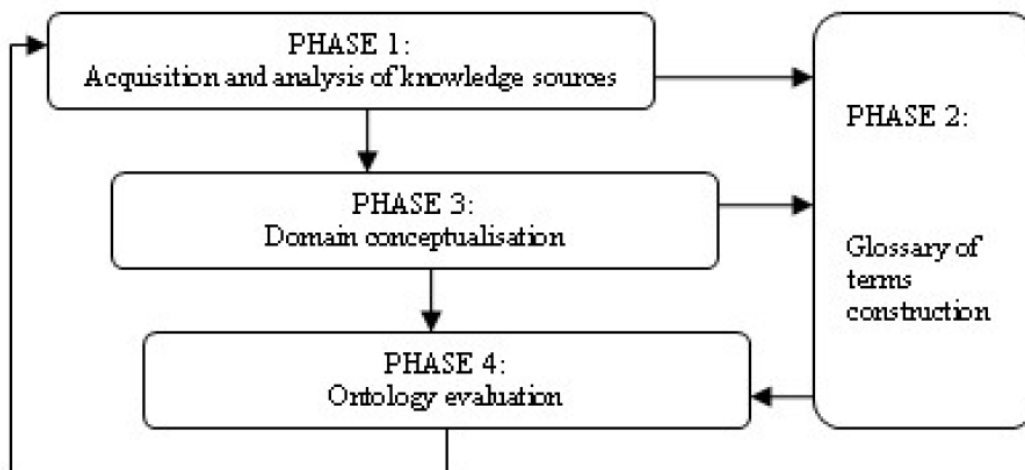 PHASE 1:
Acquisition and analysis of knowledge sources
PHASE 2:
Glossary of
terms
construction
PHASE 3:
Domain conceptualisation
PHASE 4:
Ontology evaluation